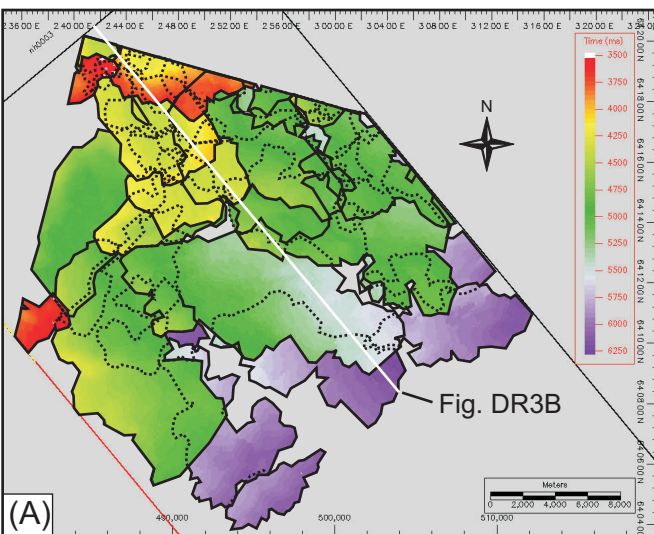 2 36 00 E 2 40 00 E 2 44 00 E 2 48 00 E 2 52 00 E 2 56 00 E 3 00 00 E 3 04 00 E 3 08 00 E 3 12 00 E 3 16 00 E 3 20 00 E
nh0003
Time (ms)
3500
3750
4000
4250
4500
4750
5000
5250
5500
5750
6000
6250
N
64 20 00 N
64 18 00 N
64 16 00 N
64 14 00 N
64 12 00 N
64 10 00 N
64 08 00 N
64 06 00 N
64 04 00 N
Fig. DR3B
Meters
0 2,000 4,000 6,000 8,000
(A)
490,000 500,000 510,000